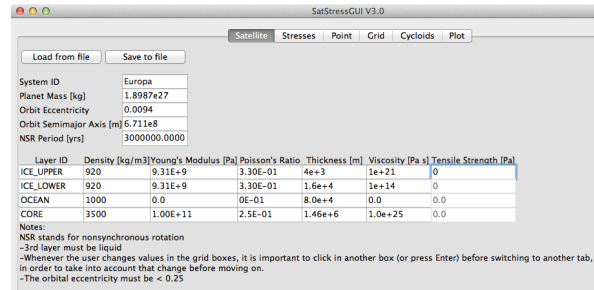 SatStressGUI V3.0
Satellite Stresses Point Grid Cycloids Plot
Load from file Save to file
System ID Europa
Planet Mass [kg] 1.8987e27
Orbit Eccentricity 0.0094
Orbit Semimajor Axis [m] 6.711e8
NSR Period [yrs] 3000000.0000
Layer ID Density [kg/m3] Young's Modulus [Pa] Poisson's Ratio Thickness [m] Viscosity [Pa s] Tensile Strength [Pa]
ICE_UPPER 920 9.31E+9 3.30E-01 4e+3 1e+21 0
ICE_LOWER 920 9.31E+9 3.30E-01 1.6e+4 1e+14 0
OCEAN 1000 0.0 0E-01 8.0e+4 0.0 0.0
CORE 3500 1.00E+11 2.5E-01 1.46e+6 1.0e+25 0.0
Notes:
NSR stands for nonsynchronous rotation
-3rd layer must be liquid
-Whenever the user changes values in the grid boxes, it is important to click in another box (or press Enter) before switching to another tab,
in order to take into account that change before moving on.
-The orbital eccentricity must be < 0.25